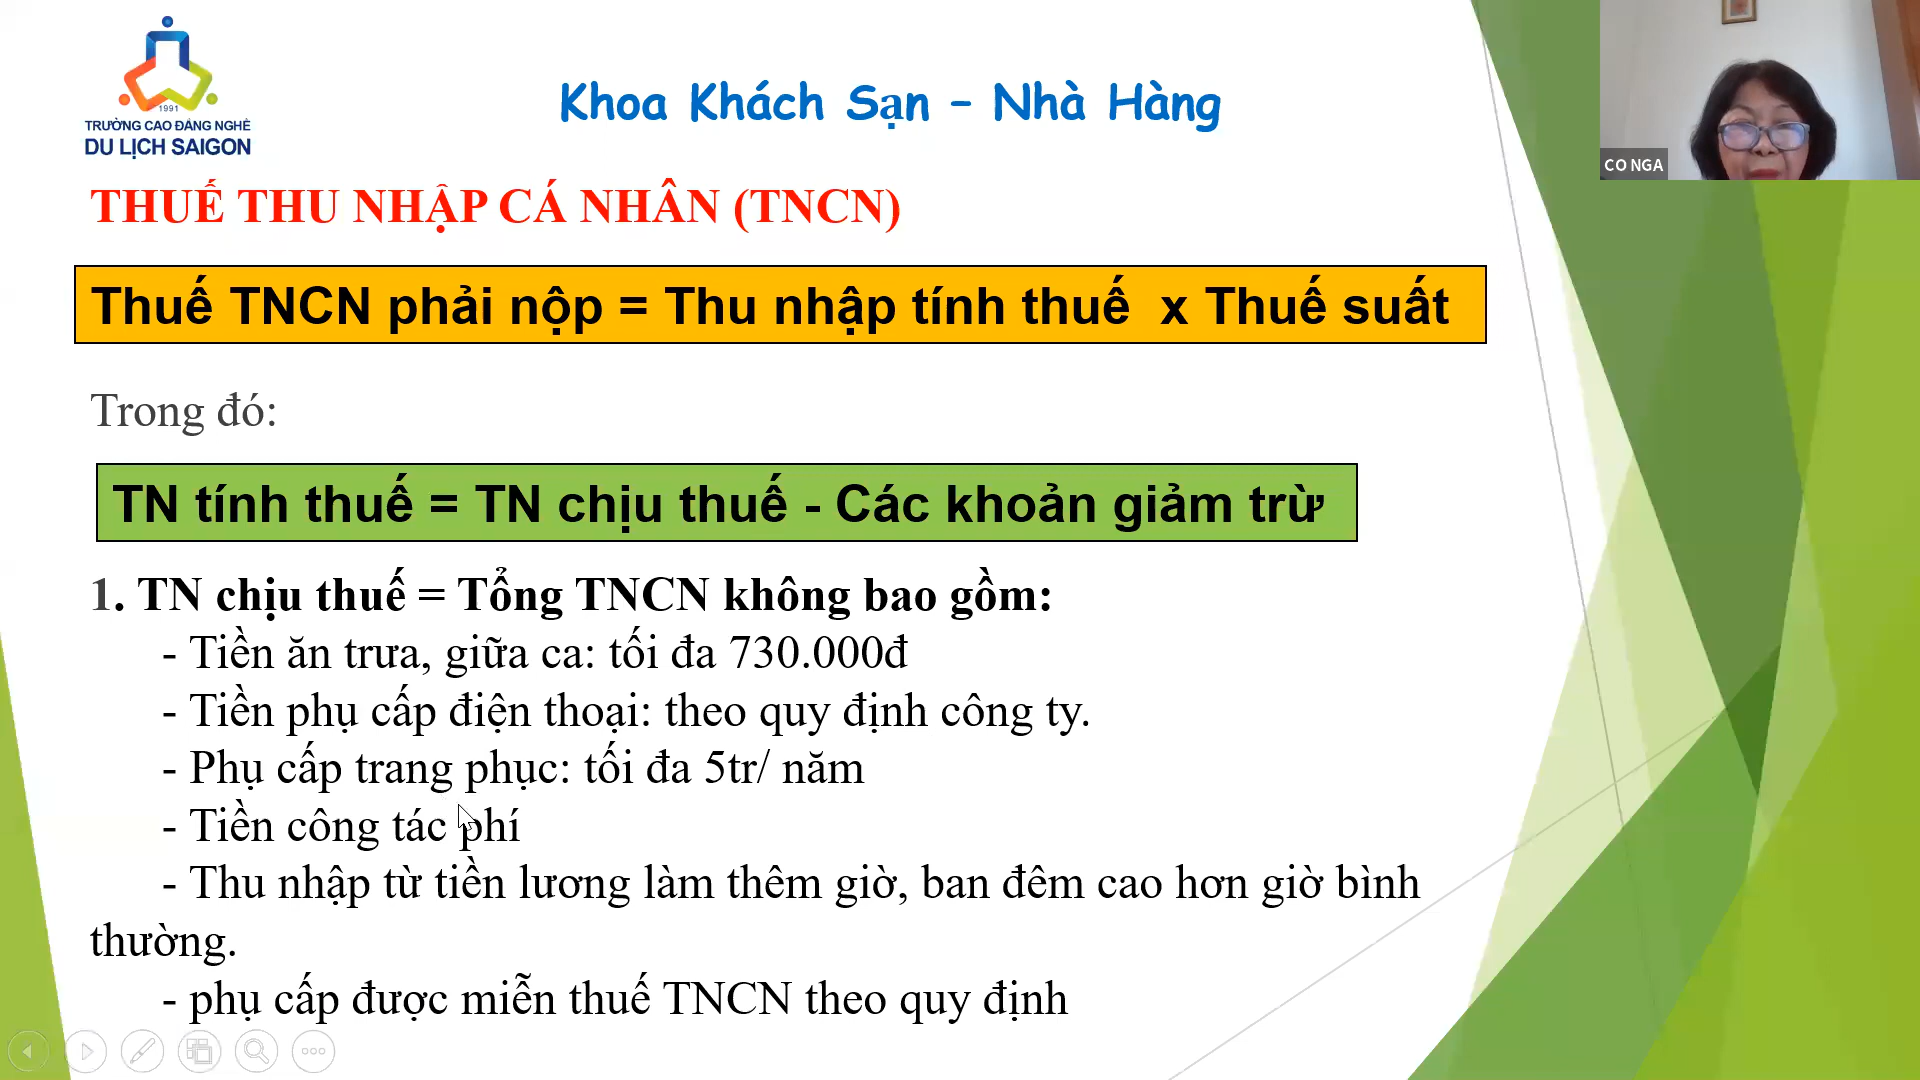 1991
TRƯỜNG CAO ĐẲNG NGHỀ
DU LỊCH SAIGON
Khoa Khách Sạn – Nhà Hàng
CO NGA
THUẾ THU NHẬP CÁ NHÂN (TNCN)
Thuế TNCN phải nộp = Thu nhập tính thuế x Thuế suất
Trong đó:
TN tính thuế = TN chịu thuế - Các khoản giảm trừ
1. TN chịu thuế = Tổng TNCN không bao gồm:
- Tiền ăn trưa, giữa ca: tối đa 730.000đ
- Tiền phụ cấp điện thoại: theo quy định công ty.
- Phụ cấp trang phục: tối đa 5tr/ năm
- Tiền công tác phí
- Thu nhập từ tiền lương làm thêm giờ, ban đêm cao hơn giờ bình
thường.
- phụ cấp được miễn thuế TNCN theo quy định